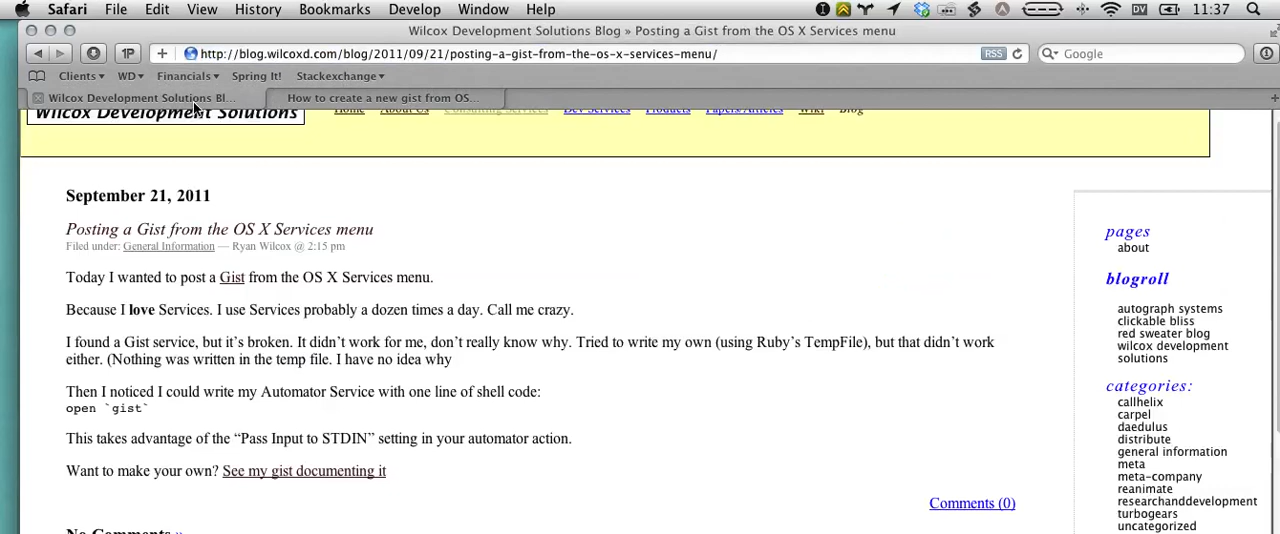 Safari File Edit View History Bookmarks Develop Window Help DV 11:37
Wilcox Development Solutions Blog » Posting a Gist from the OS X Services menu
1P http://blog.wilcoxd.com/blog/2011/09/21/posting-a-gist-from-the-os-x-services-menu/ RSS Google
Clients WD Financials Spring It! Stackexchange
Wilcox Development Solutions Bl... How to create a new gist from OS...
Wilcox Development Solutions Home About Us Consulting Services Dev Services Products Papers/Articles Wiki Blog
September 21, 2011
Posting a Gist from the OS X Services menu
Filed under: General Information — Ryan Wilcox @ 2:15 pm
Today I wanted to post a Gist from the OS X Services menu.
Because I love Services. I use Services probably a dozen times a day. Call me crazy.
I found a Gist service, but it’s broken. It didn’t work for me, don’t really know why. Tried to write my own (using Ruby’s TempFile), but that didn’t work
either. (Nothing was written in the temp file. I have no idea why
Then I noticed I could write my Automator Service with one line of shell code:
open `gist`
This takes advantage of the “Pass Input to STDIN” setting in your automator action.
Want to make your own? See my gist documenting it
Comments (0)
No Comments »
pages
about
blogroll
autograph systems
clickable bliss
red sweater blog
wilcox development
solutions
categories:
callhelix
carpel
daedulus
distribute
general information
meta
meta-company
reanimate
researchanddevelopment
turbogears
uncategorized